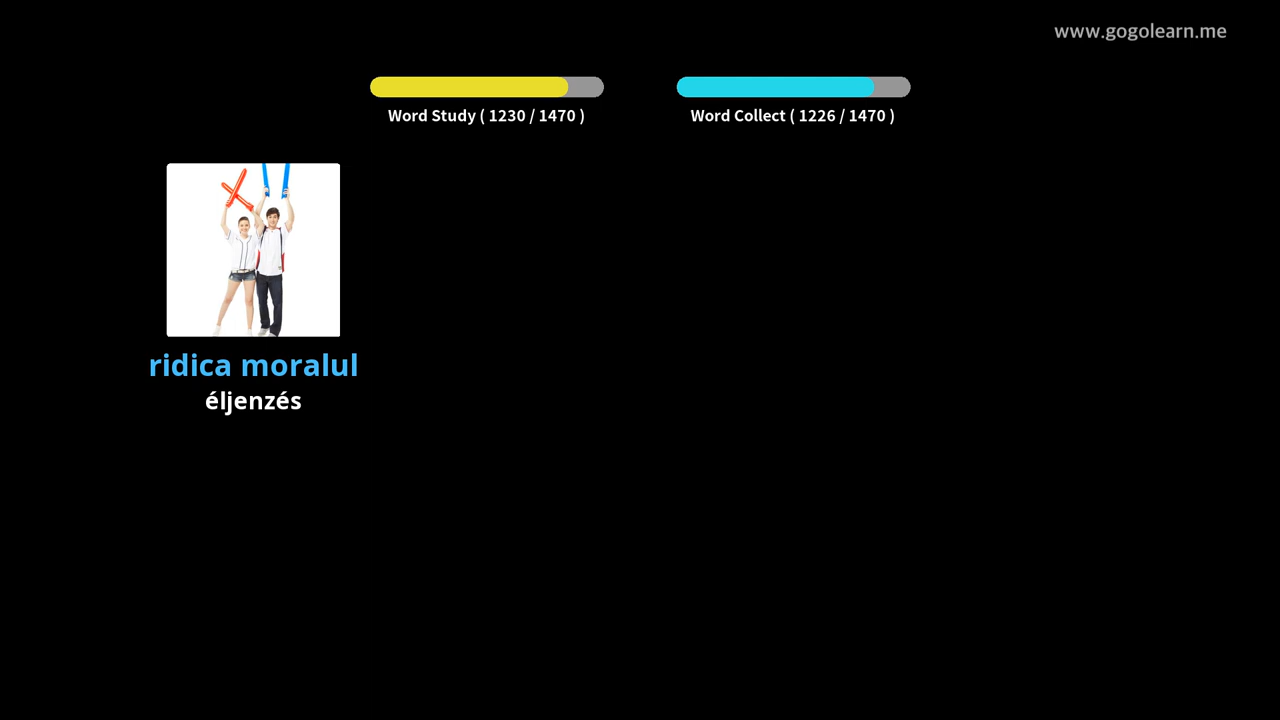 www.gogolearn.me
Word Study ( 1230 / 1470 )
Word Collect ( 1226 / 1470 )
ridica moralul
éljenzés